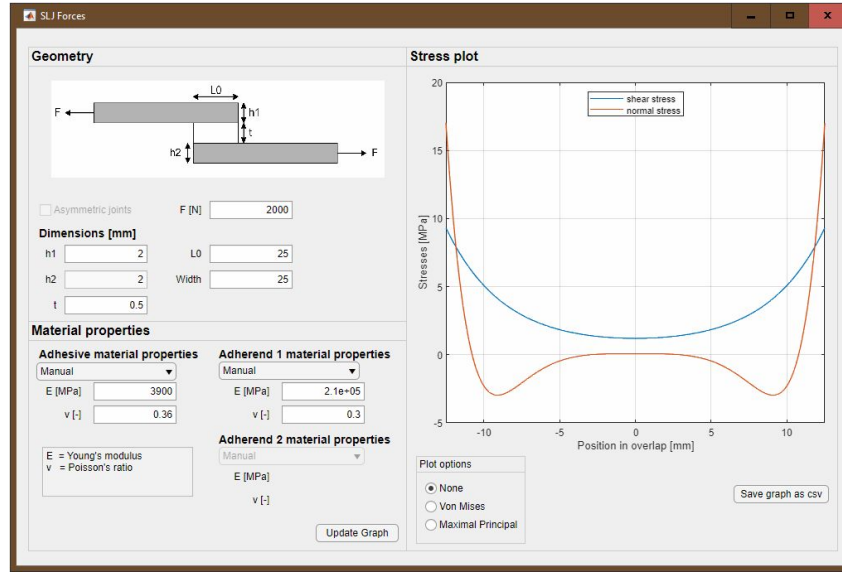 SLJ Forces
Geometry
L0
F
h1
t
h2
F
Asymmetric joints
F [N]
2000
Dimensions [mm]
h1
2
L0
25
h2
2
Width
25
t
0.5
Material properties
Adhesive material properties
Manual
E [MPa]
3900
v [-]
0.36
E = Young's modulus
v = Poisson's ratio
Adherend 1 material properties
Manual
E [MPa]
2.1e+05
v [-]
0.3
Adherend 2 material properties
Manual
E [MPa]
v [-]
Update Graph
Stress plot
shear stress
normal stress
20
15
10
5
0
-5
Stresses [MPa]
-10
-5
0
5
10
Position in overlap [mm]
Plot options
None
Von Mises
Maximal Principal
Save graph as csv